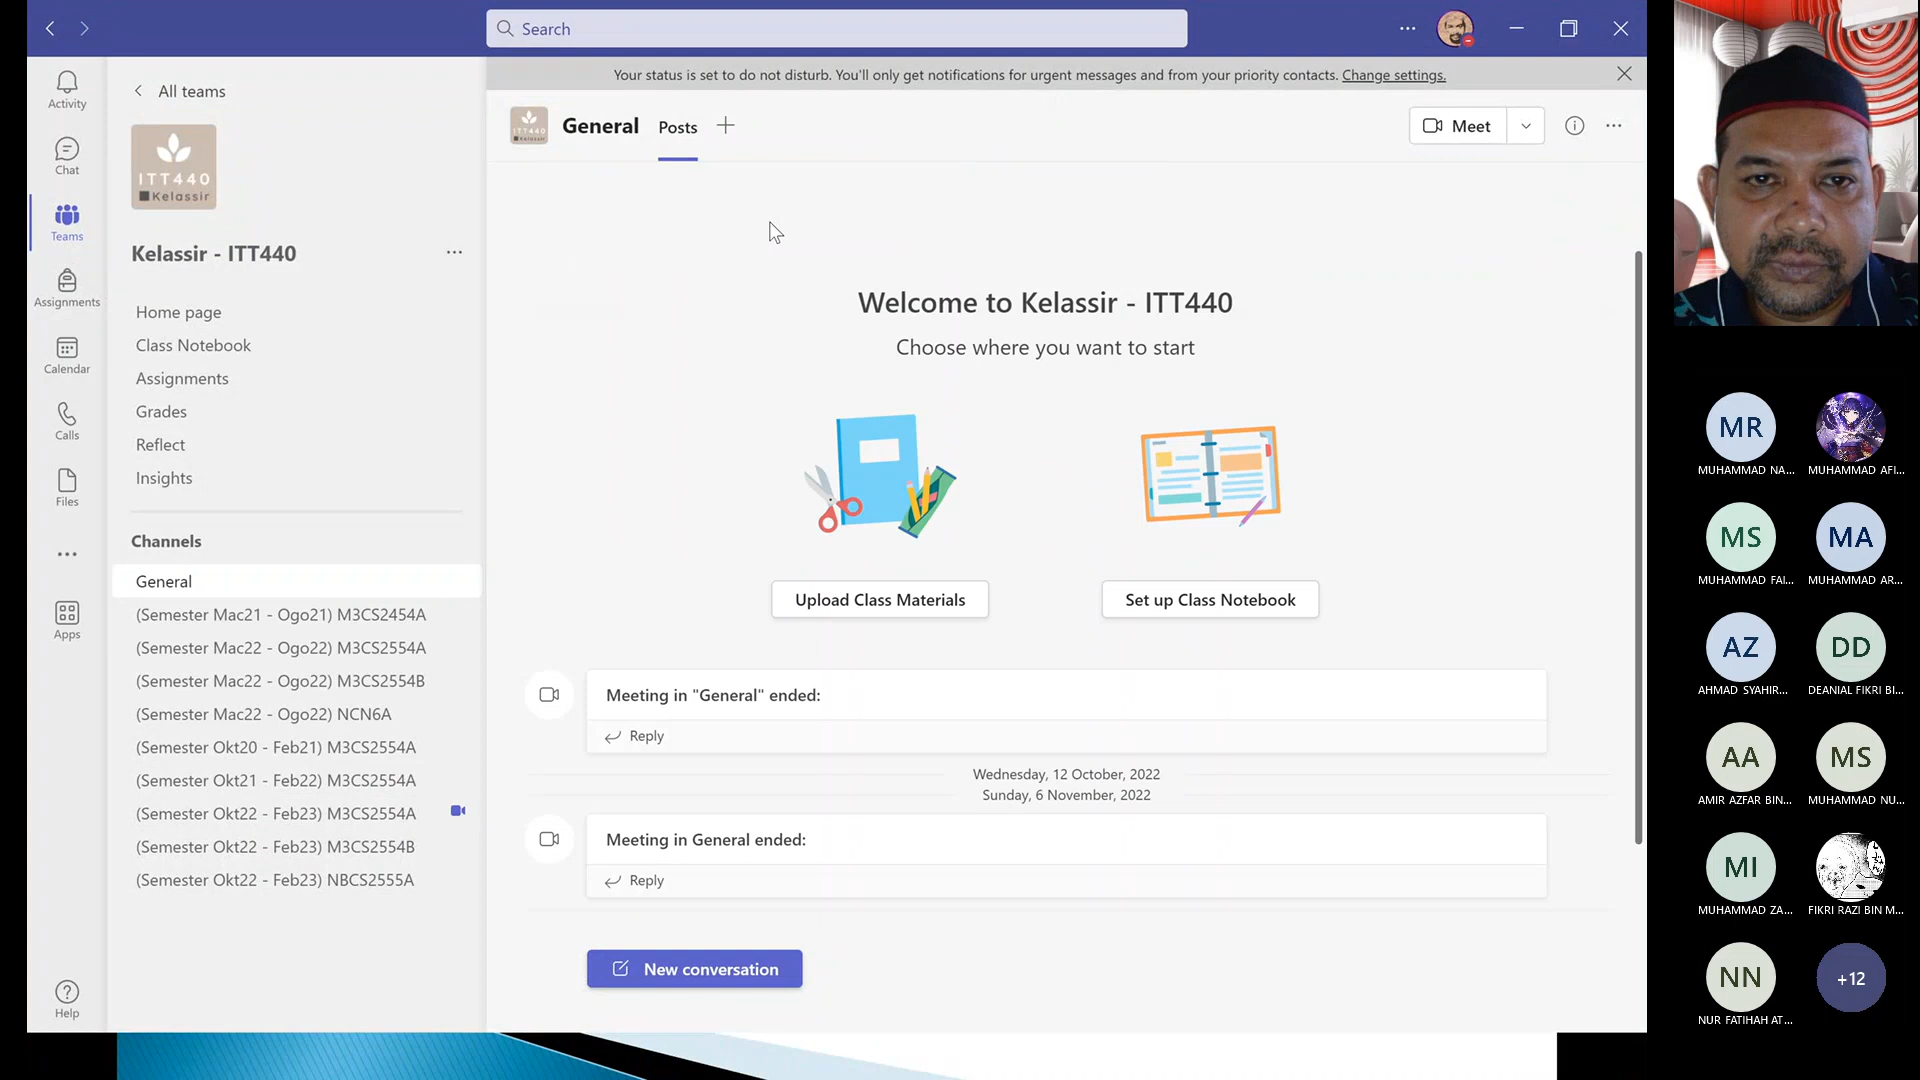 Search
Your status is set to do not disturb. You'll only get notifications for urgent messages and from your priority contacts. Change settings.
Activity
Chat
Teams
Assignments
Calendar
Calls
Files
Apps
Help
All teams
ITT440
Kelassir
Kelassir - ITT440
Home page
Class Notebook
Assignments
Grades
Reflect
Insights
Channels
General
(Semester Mac21 - Ogo21) M3CS2454A
(Semester Mac22 - Ogo22) M3CS2554A
(Semester Mac22 - Ogo22) M3CS2554B
(Semester Mac22 - Ogo22) NCN6A
(Semester Okt20 - Feb21) M3CS2554A
(Semester Okt21 - Feb22) M3CS2554A
(Semester Okt22 - Feb23) M3CS2554A
(Semester Okt22 - Feb23) M3CS2554B
(Semester Okt22 - Feb23) NBCS2555A
ITT440
General Posts
Meet
Welcome to Kelassir - ITT440
Choose where you want to start
Upload Class Materials
Set up Class Notebook
Meeting in "General" ended:
Reply
Wednesday, 12 October, 2022
Sunday, 6 November, 2022
Meeting in General ended:
Reply
New conversation
MR
MUHAMMAD NA... MUHAMMAD AFI...
MS MA
MUHAMMAD FAI... MUHAMMAD AR...
AZ DD
AHMAD SYAHIR... DEANIAL FIKRI BI...
AA MS
AMIR AZFAR BIN... MUHAMMAD NU...
MI
MUHAMMAD ZA... FIKRI RAZI BIN M...
NN +12
NUR FATIHAH AT...